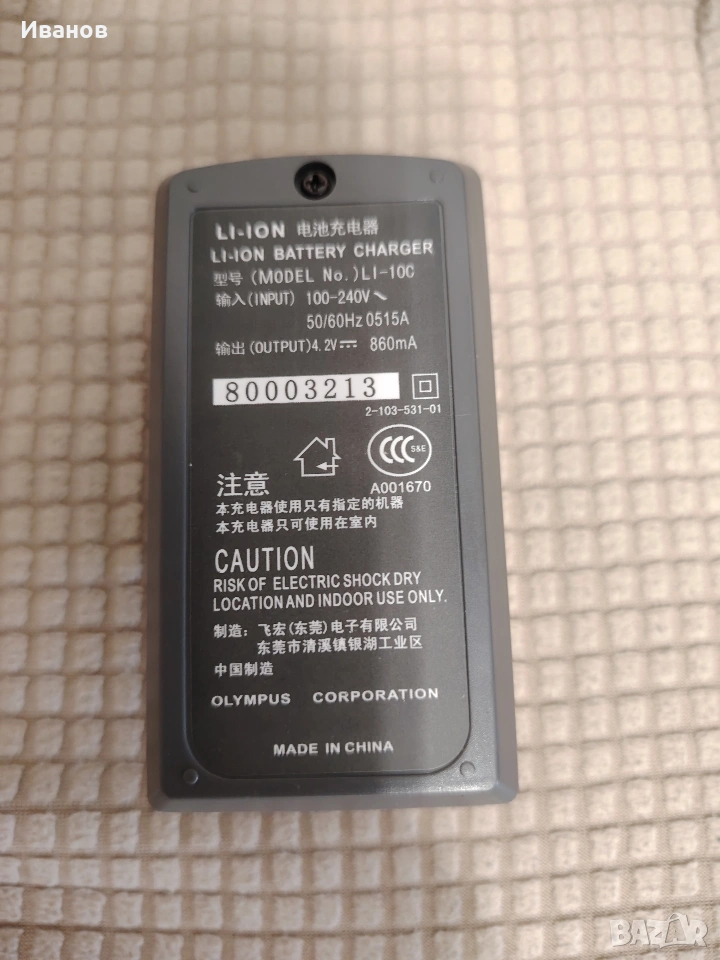 Иванов
LI-ION 电池充电器
LI-ION BATTERY CHARGER
型号 (MODEL No.)LI-10C
输入(INPUT) 100-240V~
50/60Hz 0515A
输出(OUTPUT)4.2V⎓ 860mA
80003213
2-103-531-01
CCC S&E
A001670
注意
本充电器使用只有指定的机器
本充电器只可使用在室内
CAUTION
RISK OF ELECTRIC SHOCK DRY
LOCATION AND INDOOR USE ONLY.
制造：飞宏(东莞)电子有限公司
东莞市清溪镇银湖工业区
中国制造
OLYMPUS CORPORATION
MADE IN CHINA
BAZAR